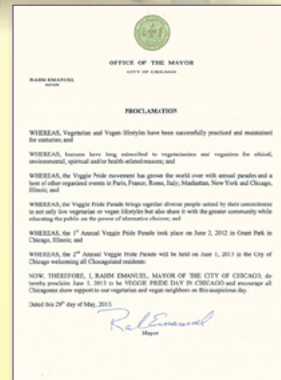 OFFICE OF THE MAYOR
CITY OF CHICAGO
RAHM EMANUEL
MAYOR
PROCLAMATION
WHEREAS, Vegetarian and Vegan lifestyles have been successfully practiced and maintained
for centuries; and
WHEREAS, humans have long subscribed to vegetarianism and veganism for ethical,
environmental, spiritual and/or health-related reasons; and
WHEREAS, the Veggie Pride movement has grown the world over with annual parades and a
host of other organized events in Paris, France; Rome, Italy; Manhattan, New York and Chicago,
Illinois; and
WHEREAS, the Veggie Pride Parade brings together diverse people united by their commitment
to not only live vegetarian or vegan lifestyles but also share it with the greater community while
educating the public on the power of alternative choices; and
WHEREAS, the 1st Annual Veggie Pride Parade took place on June 2, 2012 in Grant Park in
Chicago, Illinois; and
WHEREAS, the 2nd Annual Veggie Pride Parade will be held on June 1, 2013 in the City of
Chicago welcoming all Chicagoland residents:
NOW, THEREFORE, I, RAHM EMANUEL, MAYOR OF THE CITY OF CHICAGO, do
hereby proclaim June 1, 2013 to be VEGGIE PRIDE DAY IN CHICAGO and encourage all
Chicagoans show support to our vegetarian and vegan neighbors on this auspicious day.
Dated this 29th day of May, 2013.
Rahm Emanuel
Mayor